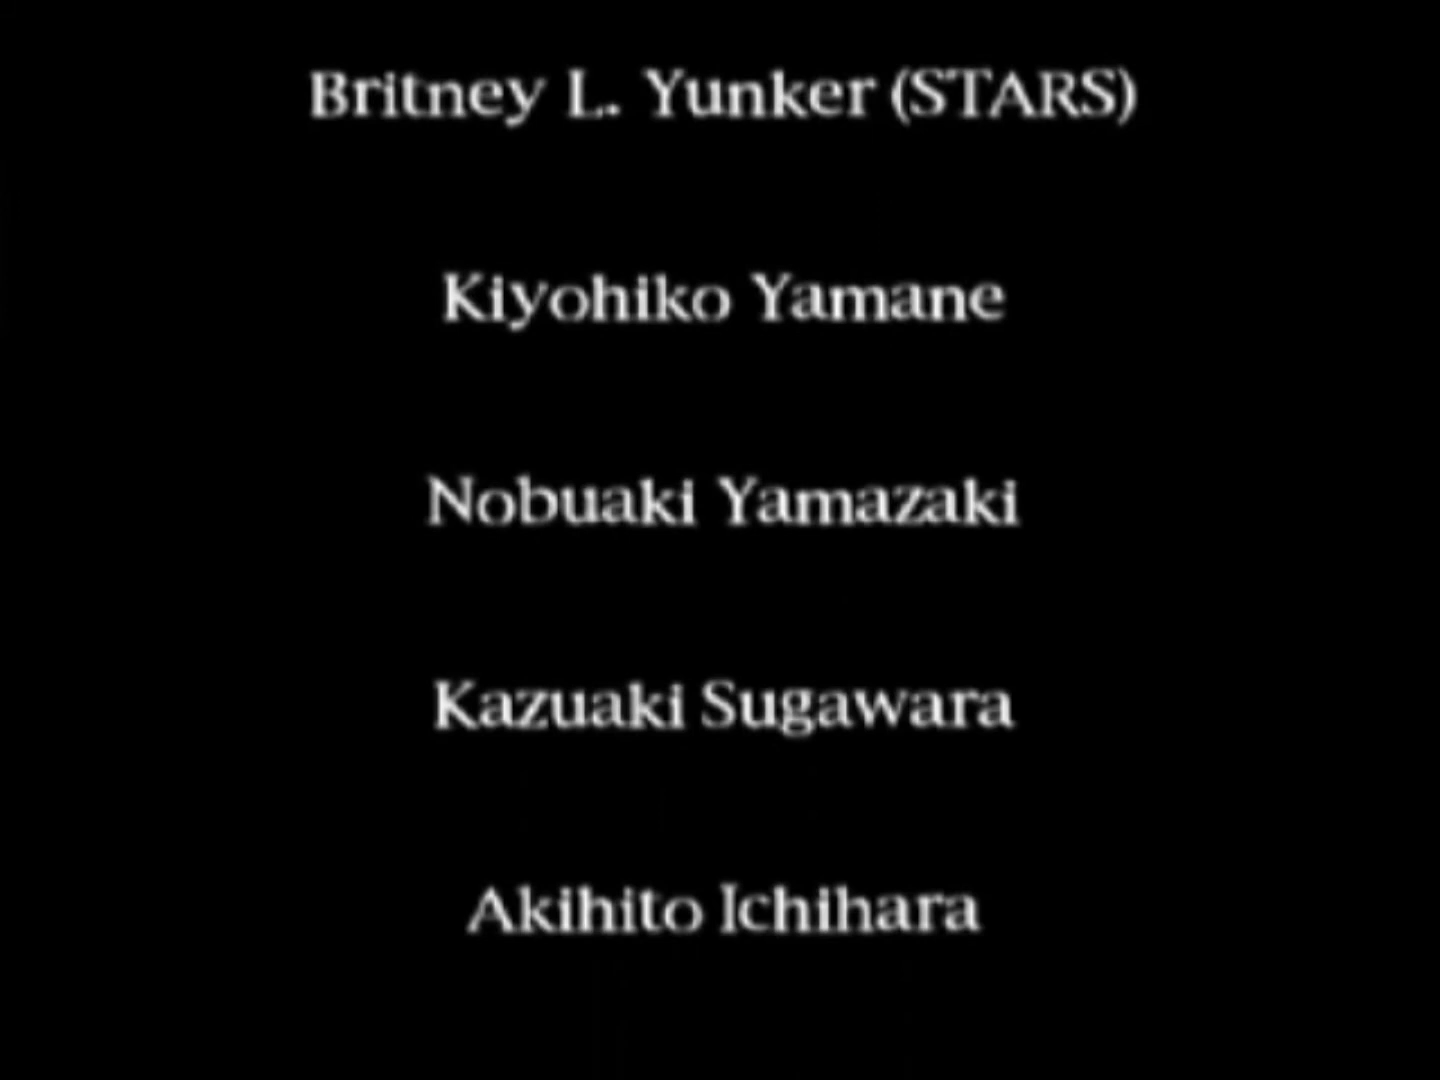 Britney L. Yunker (STARS)
Kiyohiko Yamane
Nobuaki Yamazaki
Kazuaki Sugawara
Akihito Ichihara